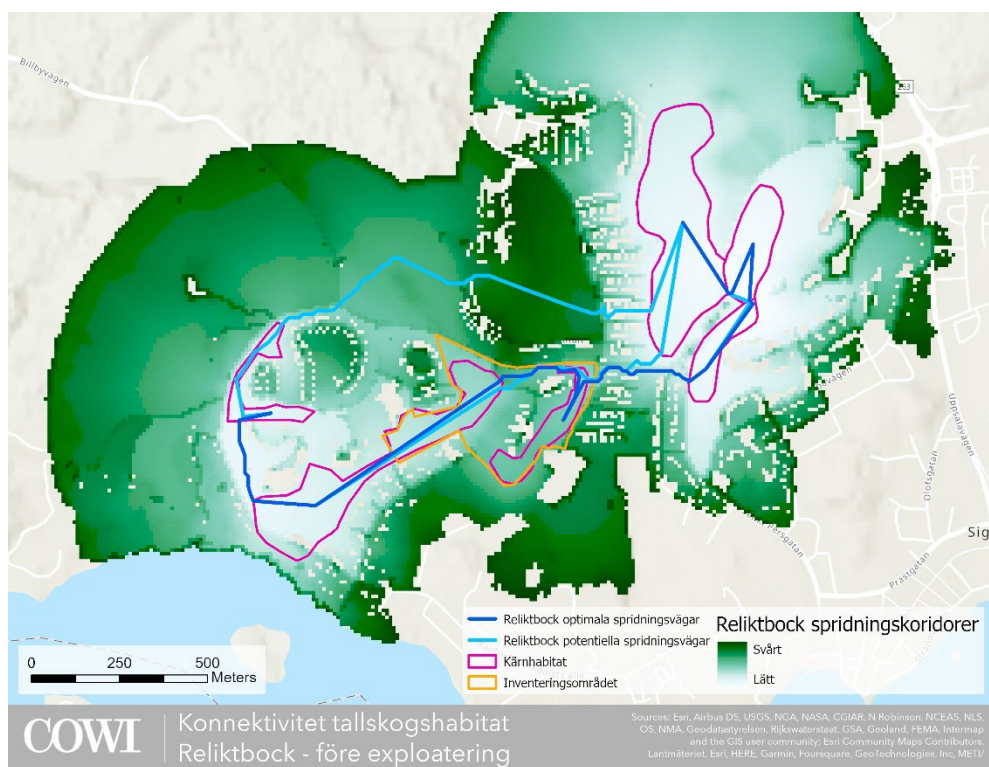 Billbyvägen
263
Uppsalavägen
Olofsgatan
Persgatan
Sig
Prästgatan
Reliktbock optimala spridningsvägar
Reliktbock potentiella spridningsvägar
Kärnhabitat
Inventeringsområdet
Reliktbock spridningskoridorer
Svårt
Lätt
0 250 500
Meters
COWI
Konnektivitet tallskogshabitat
Reliktbock - före exploatering
Sources: Esri, Airbus DS, USGS, NGA, NASA, CGIAR, N Robinson, NCEAS, NLS,
OS, NMA, Geodatastyrelsen, Rijkswaterstaat, GSA, Geoland, FEMA, Intermap
and the GIS user community; Esri Community Maps Contributors,
Lantmäteriet, Esri, HERE, Garmin, Foursquare, GeoTechnologies, Inc, METI/